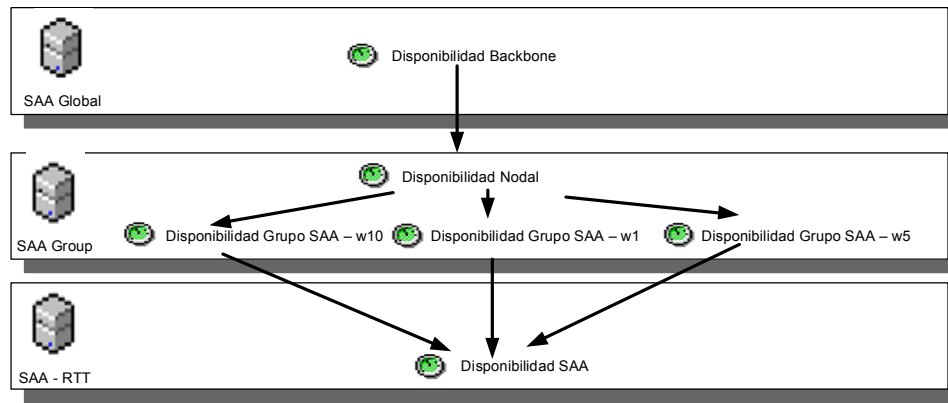 Disponibilidad Backbone
SAA Global
Disponibilidad Nodal
SAA Group
Disponibilidad Grupo SAA – w10
Disponibilidad Grupo SAA – w1
Disponibilidad Grupo SAA – w5
Disponibilidad SAA
SAA - RTT